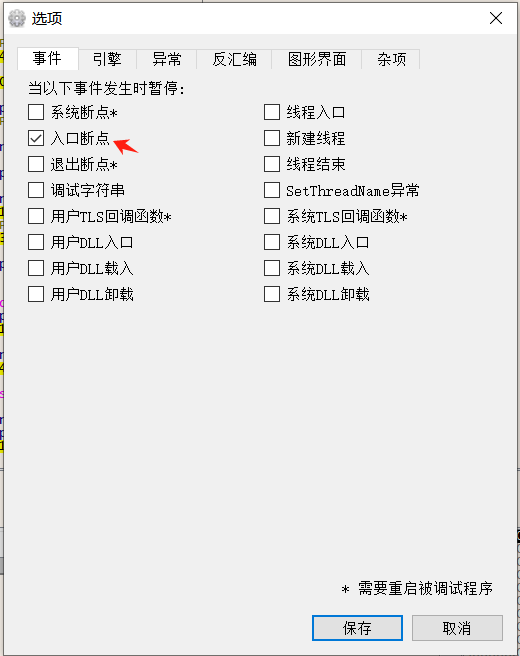 选项
事件 引擎 异常 反汇编 图形界面 杂项
当以下事件发生时暂停:
系统断点* 线程入口
入口断点 新建线程
退出断点* 线程结束
调试字符串 SetThreadName异常
用户TLS回调函数* 系统TLS回调函数*
用户DLL入口 系统DLL入口
用户DLL载入 系统DLL载入
用户DLL卸载 系统DLL卸载
* 需要重启被调试程序
保存 取消